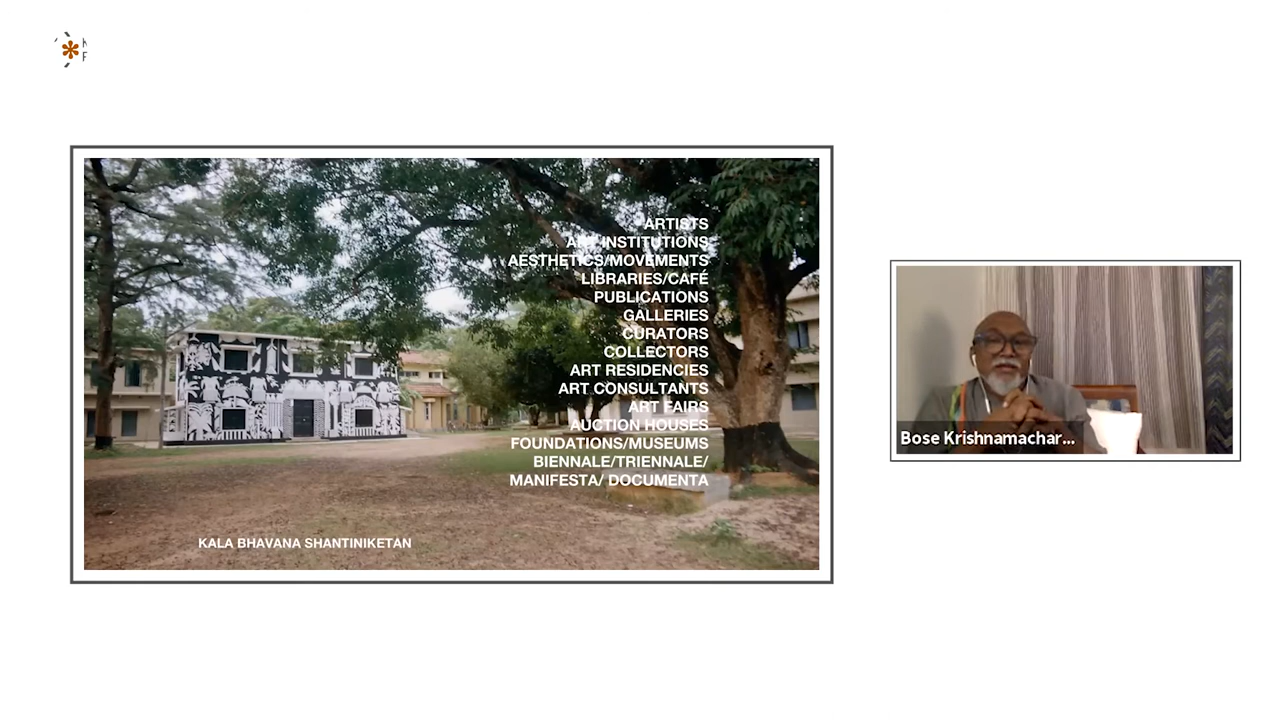 ARTISTS
ART INSTITUTIONS
AESTHETICS/MOVEMENTS
LIBRARIES/CAFÉ
PUBLICATIONS
GALLERIES
CURATORS
COLLECTORS
ART RESIDENCIES
ART CONSULTANTS
ART FAIRS
AUCTION HOUSES
FOUNDATIONS/MUSEUMS
BIENNALE/TRIENNALE/
MANIFESTA/ DOCUMENTA
KALA BHAVANA SHANTINIKETAN
Bose Krishnamachar...